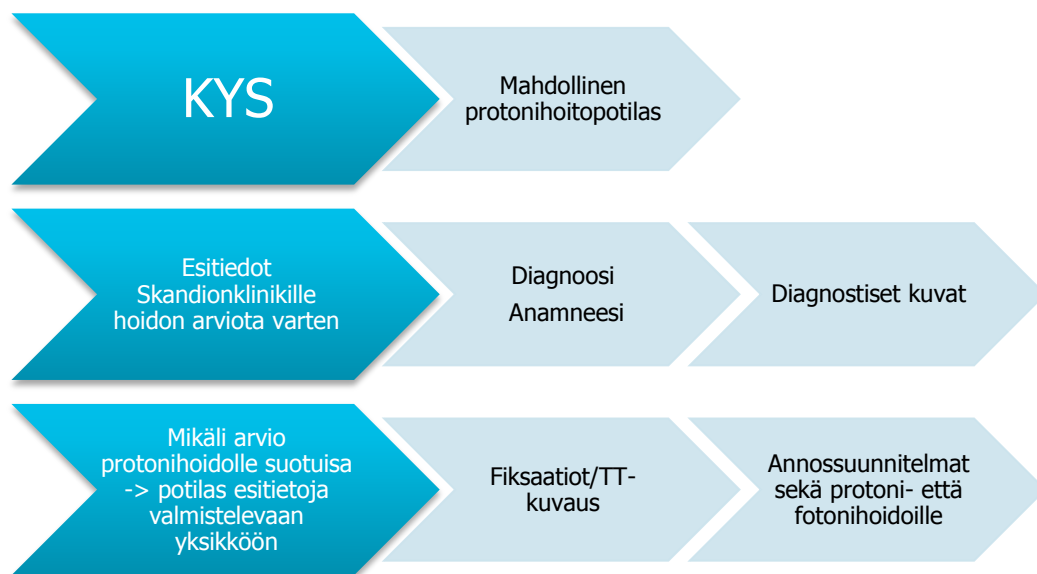 KYS
Mahdollinen
protonihoitopotilas
Esitiedot
Skandionklinikille
hoidon arviota varten
Diagnoosi
Anamneesi
Diagnostiset kuvat
Mikäli arvio
protonihoidolle suotuisa
-> potilas esitietoja
valmistelevaan
yksikköön
Fiksaatiot/TT-
kuvaus
Annossuunnitelmat
sekä protoni- että
fotonihoidoille